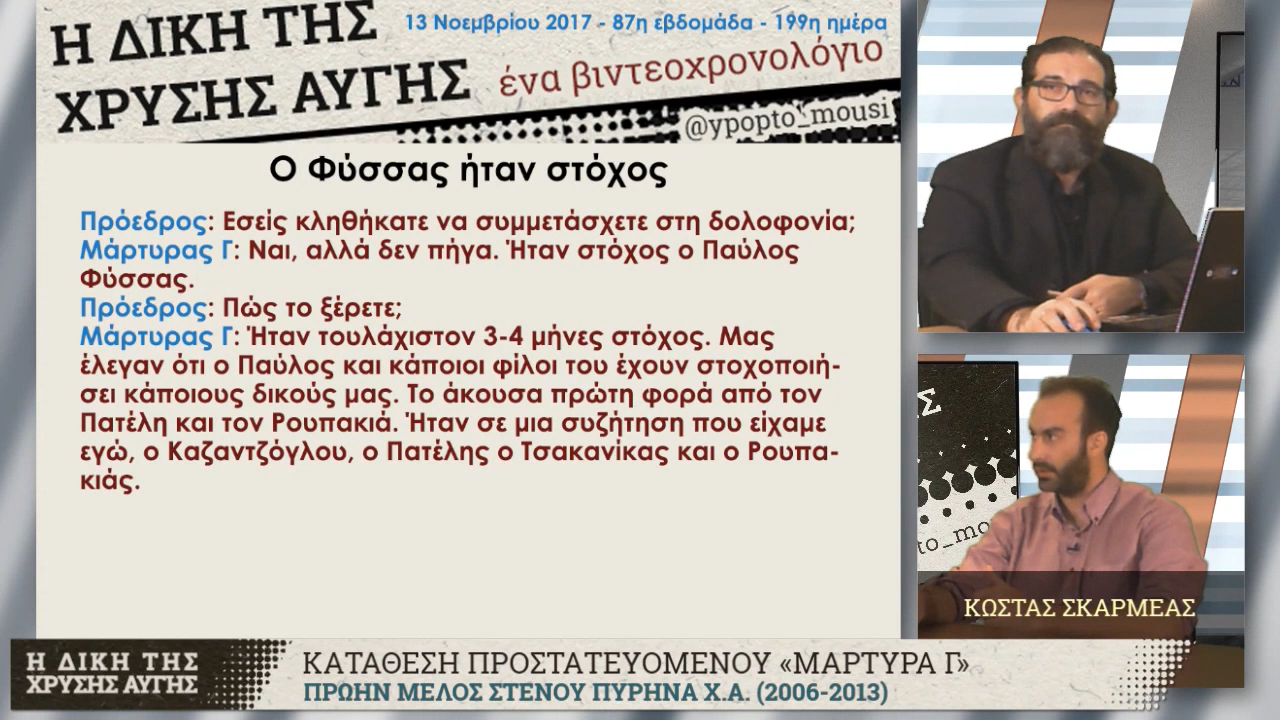 Η ΔΙΚΗ ΤΗΣ
ΧΡΥΣΗΣ ΑΥΓΗΣ
13 Νοεμβρίου 2017 - 87η εβδομάδα - 199η ημέρα
ένα βιντεοχρονολόγιο
@ypopto_mousi
Ο Φύσσας ήταν στόχος
Πρόεδρος: Εσείς κληθήκατε να συμμετάσχετε στη δολοφονία;
Μάρτυρας Γ: Ναι, αλλά δεν πήγα. Ήταν στόχος ο Παύλος
Φύσσας.
Πρόεδρος: Πώς το ξέρετε;
Μάρτυρας Γ: Ήταν τουλάχιστον 3-4 μήνες στόχος. Μας
έλεγαν ότι ο Παύλος και κάποιοι φίλοι του έχουν στοχοποιή-
σει κάποιους δικούς μας. Το άκουσα πρώτη φορά από τον
Πατέλη και τον Ρουπακιά. Ήταν σε μια συζήτηση που είχαμε
εγώ, ο Καζαντζόγλου, ο Πατέλης ο Τσακανίκας και ο Ρουπα-
κιάς.
Σ
to_mo
ΚΩΣΤΑΣ ΣΚΑΡΜΕΑΣ
Η ΔΙΚΗ ΤΗΣ
ΧΡΥΣΗΣ ΑΥΓΗΣ
ΚΑΤΑΘΕΣΗ ΠΡΟΣΤΑΤΕΥΟΜΕΝΟΥ «ΜΑΡΤΥΡΑ Γ»
ΠΡΩΗΝ ΜΕΛΟΣ ΣΤΕΝΟΥ ΠΥΡΗΝΑ Χ.Α. (2006-2013)